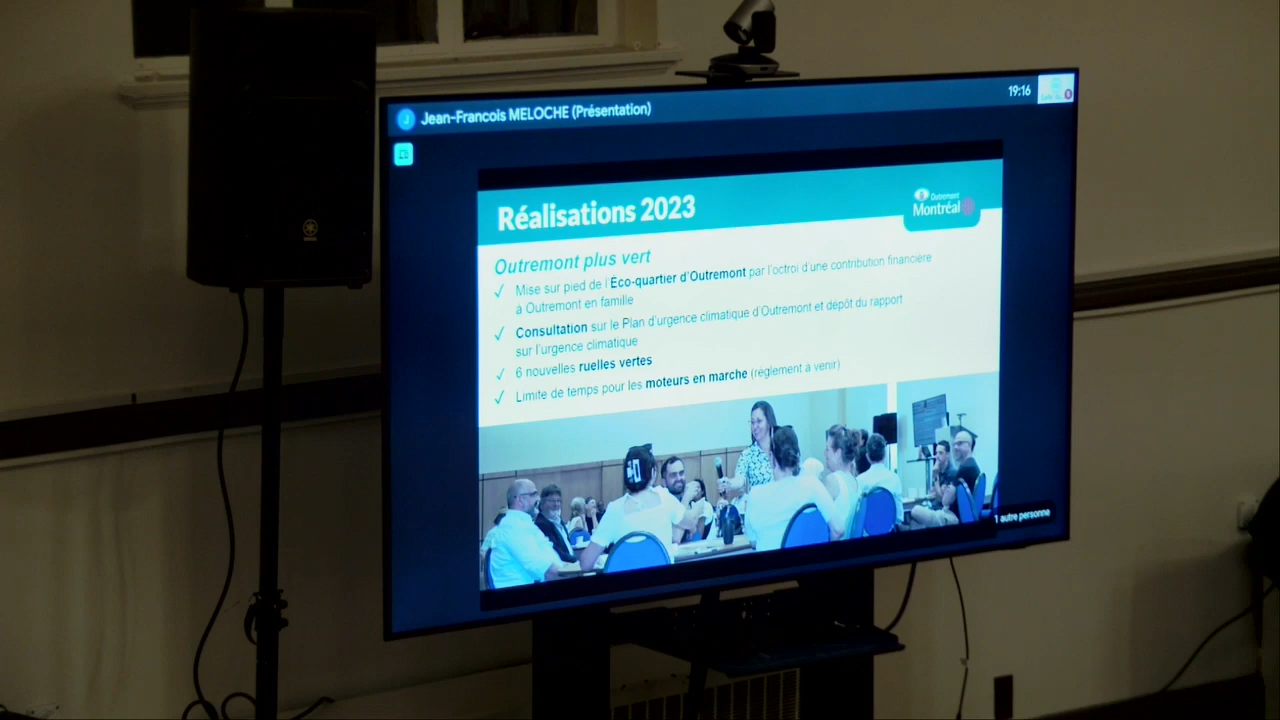 Jean-Francois MELOCHE (Présentation)
19:16
Réalisations 2023
Outremont
Montréal
Outremont plus vert
✓ Mise sur pied de l'Éco-quartier d'Outremont par l'octroi d'une contribution financière
à Outremont en famille
✓ Consultation sur le Plan d'urgence climatique d'Outremont et dépôt du rapport
sur l'urgence climatique
✓ 6 nouvelles ruelles vertes
✓ Limite de temps pour les moteurs en marche (règlement à venir)
1 autre personne